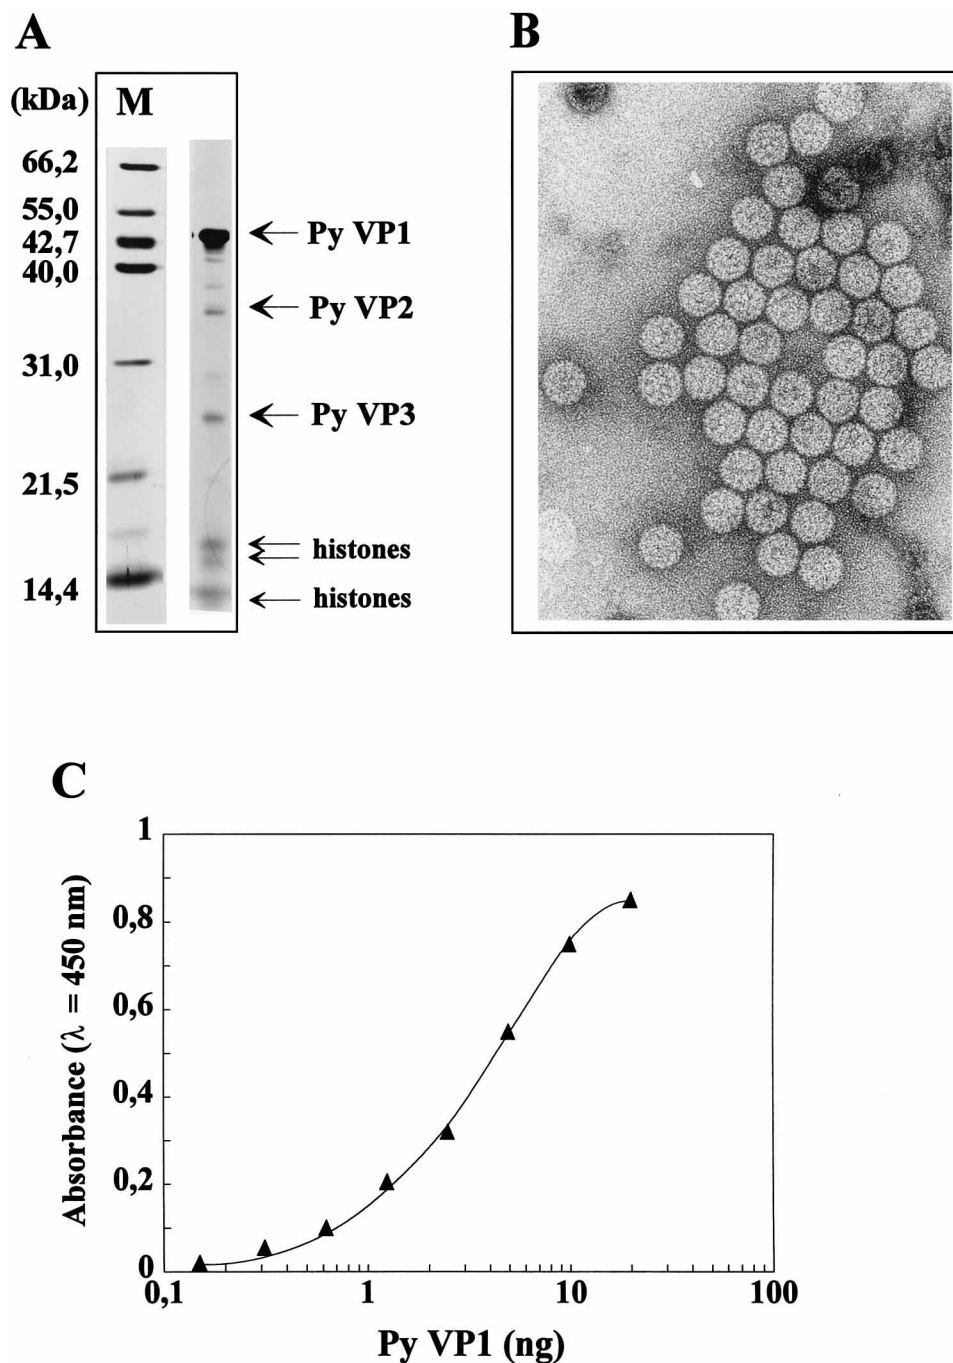 A
B
(kDa)
M
66,2
55,0
42,7
40,0
31,0
21,5
14,4
Py VP1
Py VP2
Py VP3
histones
histones
C
Absorbance (λ = 450 nm)
1
0,8
0,6
0,4
0,2
0
0,1 1 10 100
Py VP1 (ng)